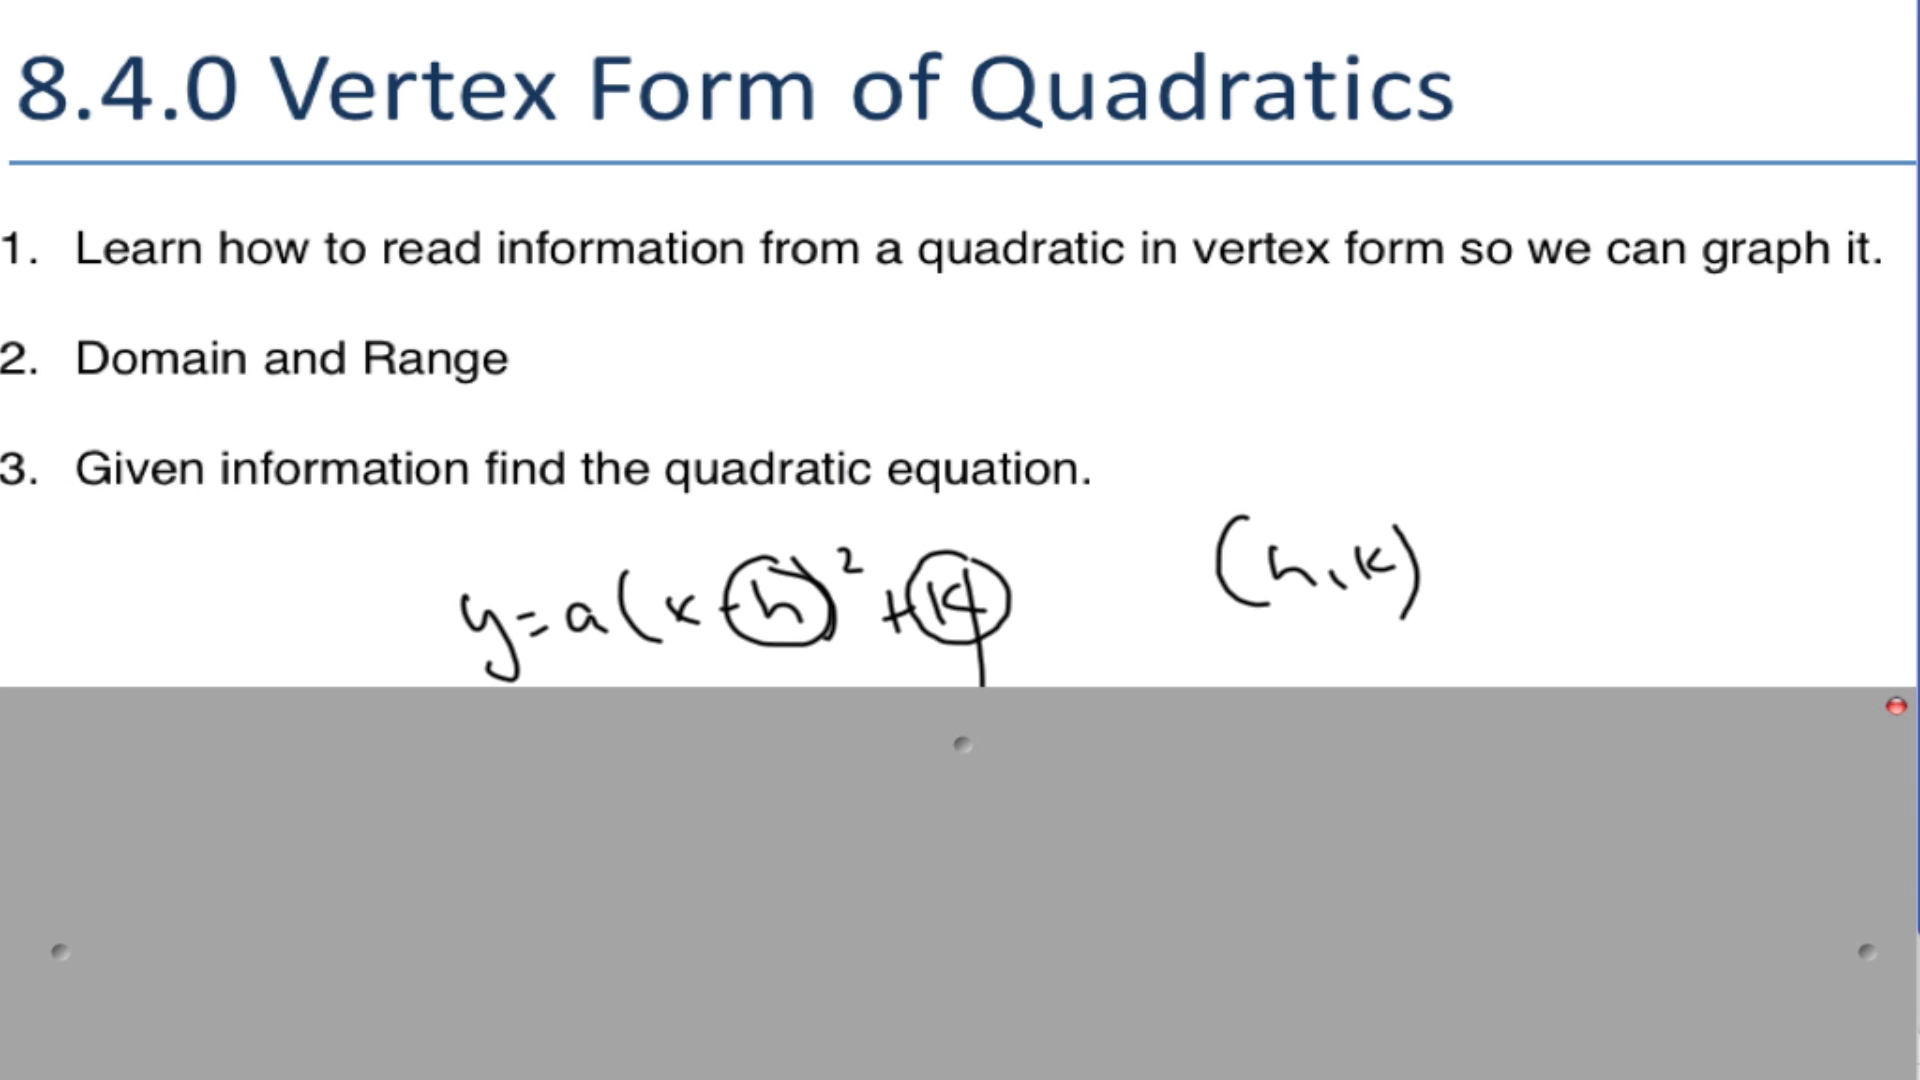 8.4.0 Vertex Form of Quadratics
1. Learn how to read information from a quadratic in vertex form so we can graph it.
2. Domain and Range
3. Given information find the quadratic equation.
y = a(x - h)² + k (h, k)